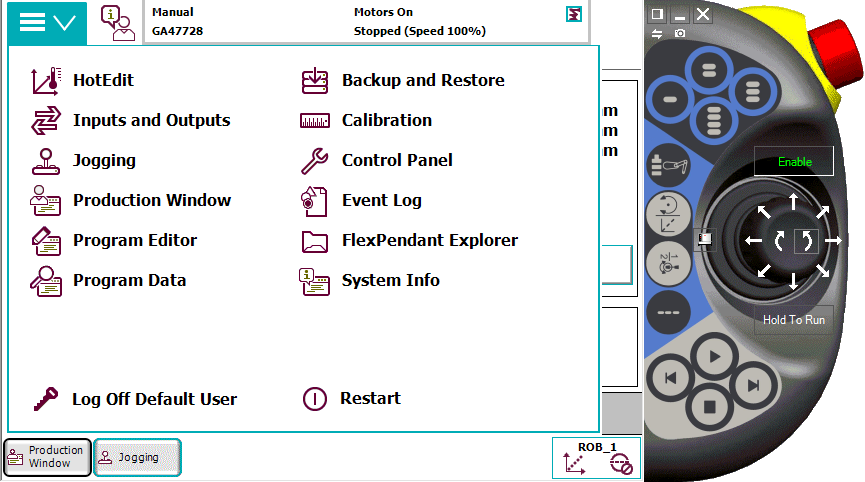 Manual
GA47728
Motors On
Stopped (Speed 100%)
HotEdit
Inputs and Outputs
Jogging
Production Window
Program Editor
Program Data
Backup and Restore
Calibration
Control Panel
Event Log
FlexPendant Explorer
System Info
Log Off Default User
Restart
m
m
m
Production
Window
Jogging
ROB_1
Enable
Hold To Run
1
2